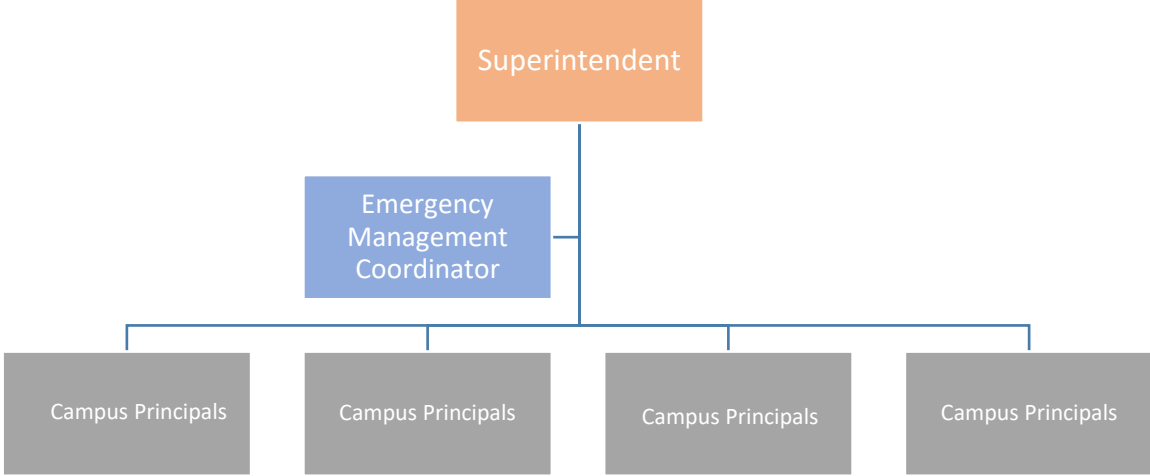 Superintendent
Emergency
Management
Coordinator
Campus Principals
Campus Principals
Campus Principals
Campus Principals